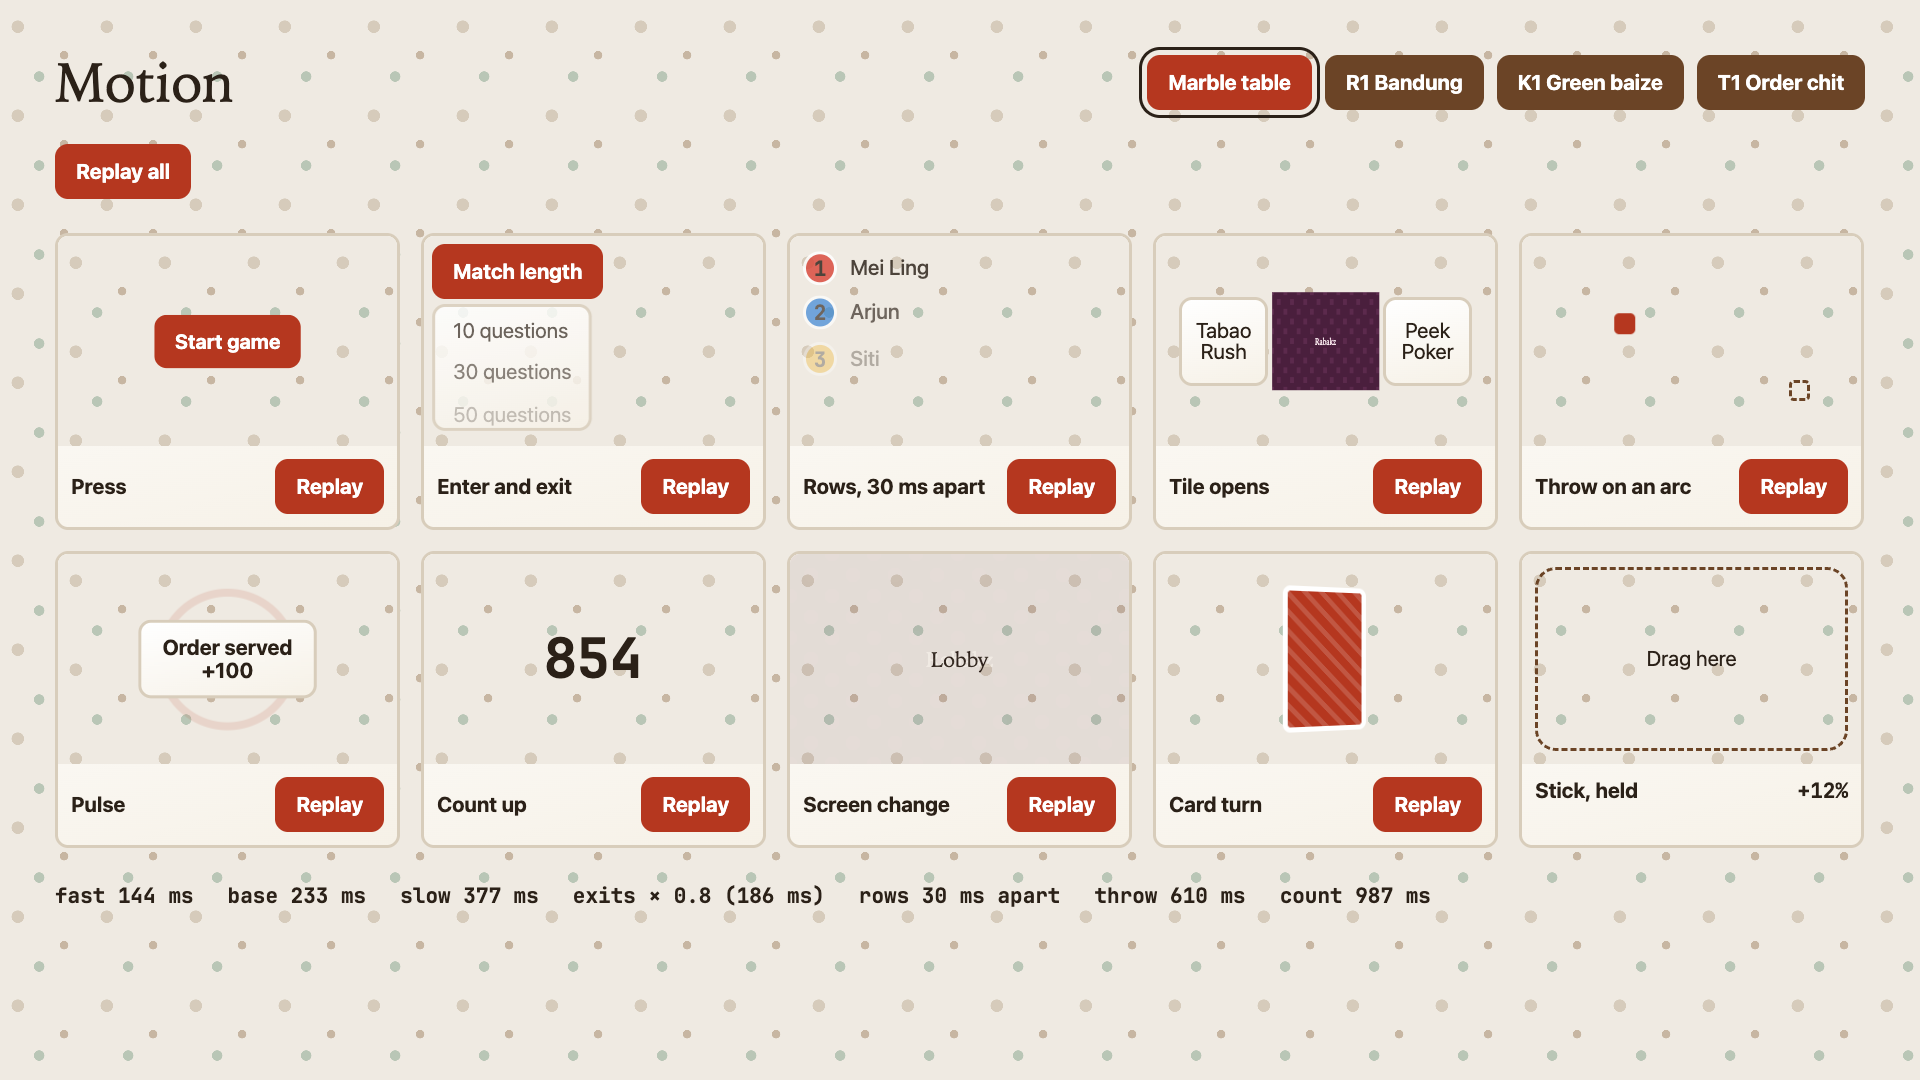 Motion
Marble table
R1 Bandung
K1 Green baize
T1 Order chit
Replay all
Start game
Press
Replay
Match length
10 questions
30 questions
50 questions
Enter and exit
Replay
1 Mei Ling
2 Arjun
3 Siti
Rows, 30 ms apart
Replay
Tabao
Rush
Rabakz
Peek
Poker
Tile opens
Replay
Throw on an arc
Replay
Order served
+100
Pulse
Replay
854
Count up
Replay
Lobby
Screen change
Replay
Card turn
Replay
Drag here
Stick, held
+12%
fast 144 ms base 233 ms slow 377 ms exits × 0.8 (186 ms) rows 30 ms apart throw 610 ms count 987 ms